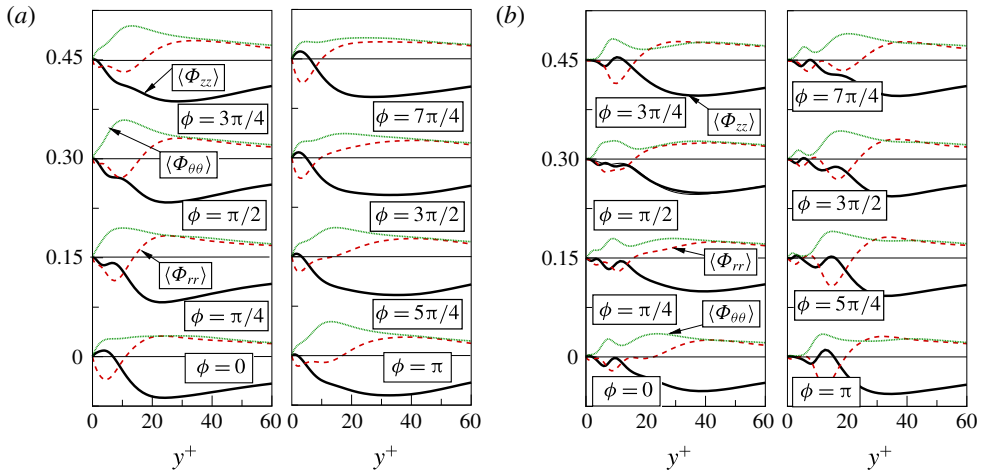 (a)
(b)
0.45
⟨Φzz⟩
ϕ = 3π/4
ϕ = 7π/4
0.30
⟨Φθθ⟩
ϕ = π/2
ϕ = 3π/2
0.15
⟨Φrr⟩
ϕ = π/4
ϕ = 5π/4
0
ϕ = 0
ϕ = π
0 20 40 60
0 20 40 60
y+
y+
0.45
ϕ = 3π/4
⟨Φzz⟩
ϕ = 7π/4
0.30
ϕ = π/2
ϕ = 3π/2
0.15
⟨Φrr⟩
ϕ = π/4
ϕ = 5π/4
⟨Φθθ⟩
0
ϕ = 0
ϕ = π
0 20 40 60
0 20 40 60
y+
y+